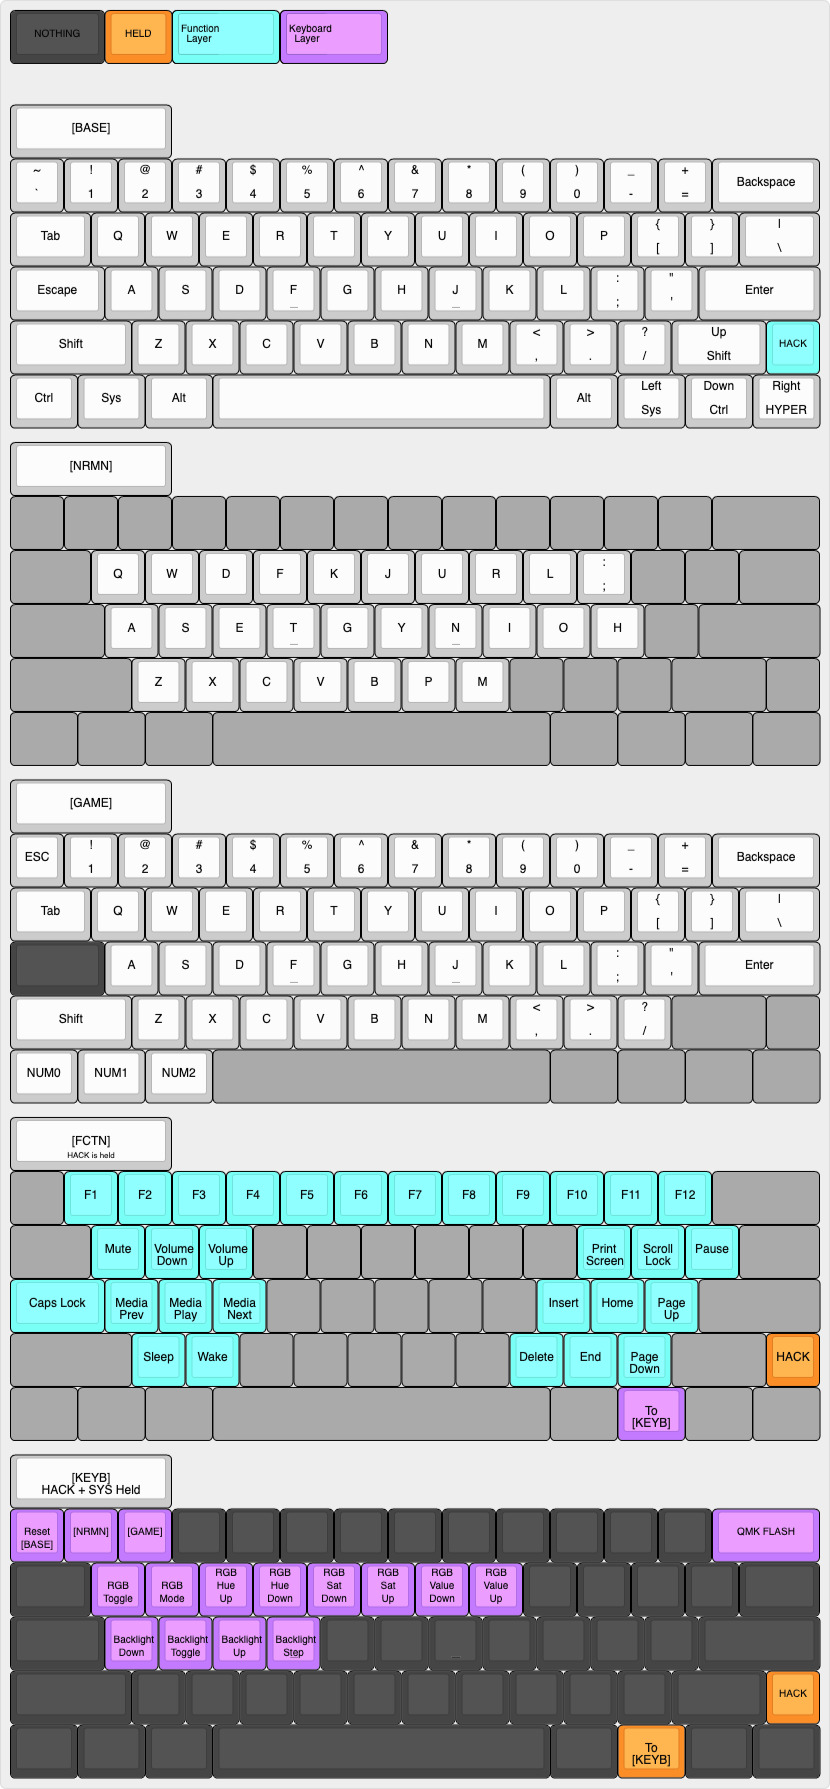 NOTHING HELD Function Keyboard
Layer Layer
[BASE]
~ ! @ # $ % ^ & * ( ) _ + Backspace
` 1 2 3 4 5 6 7 8 9 0 - =
Tab Q W E R T Y U I O P { } |
[ ] \
Escape A S D F G H J K L : " Enter
_ _ ; '
Shift Z X C V B N M < > ? Up HACK
, . / Shift
Ctrl Sys Alt Alt Left Down Right
Sys Ctrl HYPER
[NRMN]
Q W D F K J U R L :
;
A S E T G Y N I O H
_ _
Z X C V B P M
[GAME]
ESC ! @ # $ % ^ & * ( ) _ + Backspace
1 2 3 4 5 6 7 8 9 0 - =
Tab Q W E R T Y U I O P { } |
[ ] \
A S D F G H J K L : " Enter
_ _ ; '
Shift Z X C V B N M < > ?
, . /
NUM0 NUM1 NUM2
[FCTN]
HACK is held
F1 F2 F3 F4 F5 F6 F7 F8 F9 F10 F11 F12
Mute Volume Volume Print Scroll Pause
Down Up Screen Lock
Caps Lock Media Media Media Insert Home Page
Prev Play Next Up
Sleep Wake Delete End Page HACK
Down
To
[KEYB]
[KEYB]
HACK + SYS Held
Reset [NRMN] [GAME] QMK FLASH
[BASE]
RGB RGB RGB RGB RGB RGB RGB RGB
Toggle Mode Hue Hue Sat Sat Value Value
Up Down Down Up Down Up
Backlight Backlight Backlight Backlight
Down Toggle Up Step
_ _
HACK
To
[KEYB]